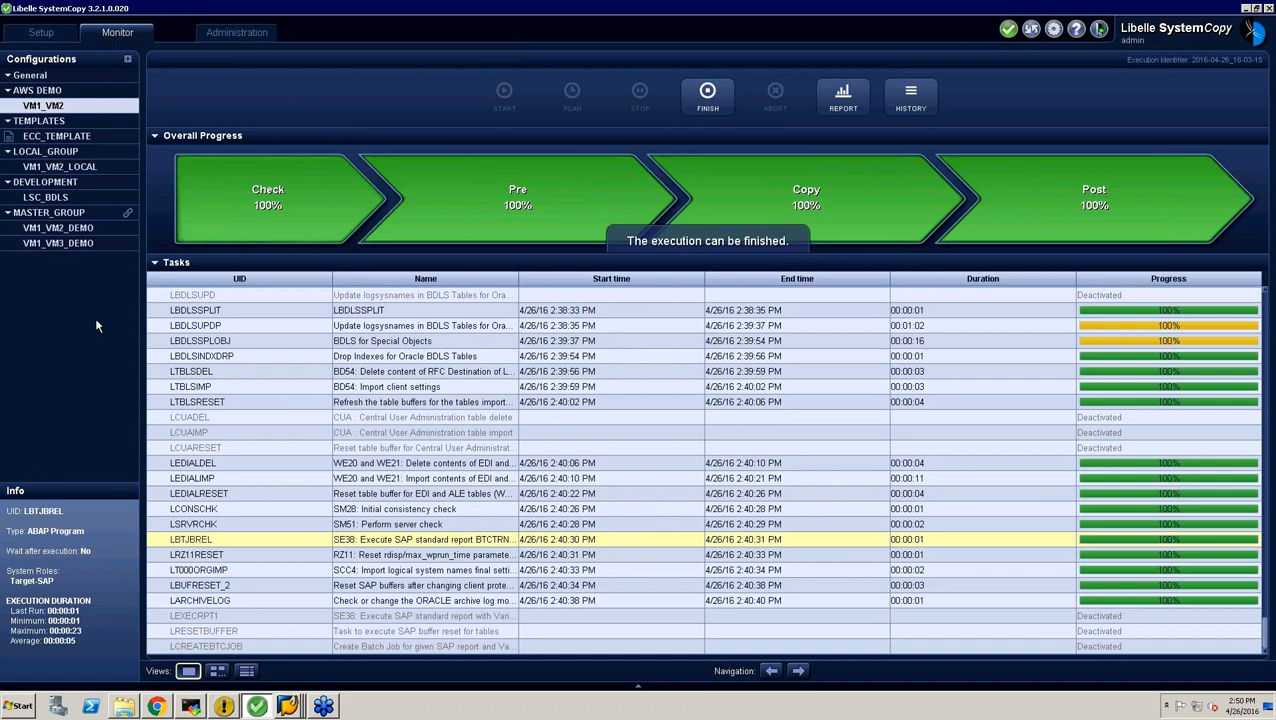 Libelle SystemCopy 3.2.1.0.020
Setup
Monitor
Administration
Libelle SystemCopy
admin
Configurations
General
AWS DEMO
VM1_VM2
TEMPLATES
ECC_TEMPLATE
LOCAL_GROUP
VM1_VM2_LOCAL
DEVELOPMENT
LSC_BDLS
MASTER_GROUP
VM1_VM2_DEMO
VM1_VM3_DEMO
Info
UID: LBTJBREL
Type: ABAP Program
Wait after execution: No
System Roles:
Target-SAP
EXECUTION DURATION
Last Run: 00:00:01
Minimum: 00:00:01
Maximum: 00:00:23
Average: 00:00:05
Execution Identifier: 2016-04-26_18-03-15
START PLAN STOP FINISH ABORT REPORT HISTORY
Overall Progress
Check 100%
Pre 100%
Copy 100%
Post 100%
The execution can be finished.
Tasks
UID Name Start time End time Duration Progress
LBDLSUPD Update logsysnames in BDLS Tables for Ora... Deactivated
LBDLSSPLIT LBDLSSPLIT 4/26/16 2:38:33 PM 4/26/16 2:38:35 PM 00:00:01 100%
LBDLSUPDP Update logsysnames in BDLS Tables for Ora... 4/26/16 2:38:35 PM 4/26/16 2:39:37 PM 00:01:02 100%
LBDLSSPLOBJ BDLS for Special Objects 4/26/16 2:39:37 PM 4/26/16 2:39:54 PM 00:00:16 100%
LBDLSINDXDRP Drop Indexes for Oracle BDLS Tables 4/26/16 2:39:54 PM 4/26/16 2:39:56 PM 00:00:01 100%
LTBLSDEL BD54: Delete content of RFC Destination of L... 4/26/16 2:39:56 PM 4/26/16 2:39:59 PM 00:00:03 100%
LTBLSIMP BD54: Import client settings 4/26/16 2:39:59 PM 4/26/16 2:40:02 PM 00:00:03 100%
LTBLSRESET Refresh the table buffers for the tables import... 4/26/16 2:40:02 PM 4/26/16 2:40:06 PM 00:00:04 100%
LCUADEL CUA : Central User Administration table delete Deactivated
LCUAIMP CUA : Central User Administration table import Deactivated
LCUARESET Reset table buffer for Central User Administrat... Deactivated
LEDIALDEL WE20 and WE21: Delete contents of EDI and... 4/26/16 2:40:06 PM 4/26/16 2:40:10 PM 00:00:04 100%
LEDIALIMP WE20 and WE21: Import contents of EDI and... 4/26/16 2:40:10 PM 4/26/16 2:40:21 PM 00:00:11 100%
LEDIALRESET Reset table buffer for EDI and ALE tables (W... 4/26/16 2:40:22 PM 4/26/16 2:40:26 PM 00:00:04 100%
LCONSCHK SM28: Initial consistency check 4/26/16 2:40:26 PM 4/26/16 2:40:28 PM 00:00:01 100%
LSRVRCHK SM51: Perform server check 4/26/16 2:40:28 PM 4/26/16 2:40:29 PM 00:00:02 100%
LBTJBREL SE38: Execute SAP standard report BTCTRN... 4/26/16 2:40:30 PM 4/26/16 2:40:31 PM 00:00:01 100%
LRZ11RESET RZ11: Reset rdisp/max_wprun_time paramete... 4/26/16 2:40:31 PM 4/26/16 2:40:33 PM 00:00:01 100%
LT000ORGIMP SCC4: Import logical system names final setti... 4/26/16 2:40:34 PM 4/26/16 2:40:34 PM 00:00:02 100%
LBUFRESET_2 Reset SAP buffers after changing client prote... 4/26/16 2:40:34 PM 4/26/16 2:40:38 PM 00:00:03 100%
LARCHIVELOG Check or change the ORACLE archive log mo... 4/26/16 2:40:38 PM 4/26/16 2:40:40 PM 00:00:01 100%
LEXECRPT1 SE38: Execute SAP standard report with Vari... Deactivated
LRESETBUFFER Task to execute SAP buffer reset for tables Deactivated
LCREATEBTCJOB Create Batch Job for given SAP report and Va... Deactivated
Views:
Navigation:
Start
2:50 PM
4/26/2016